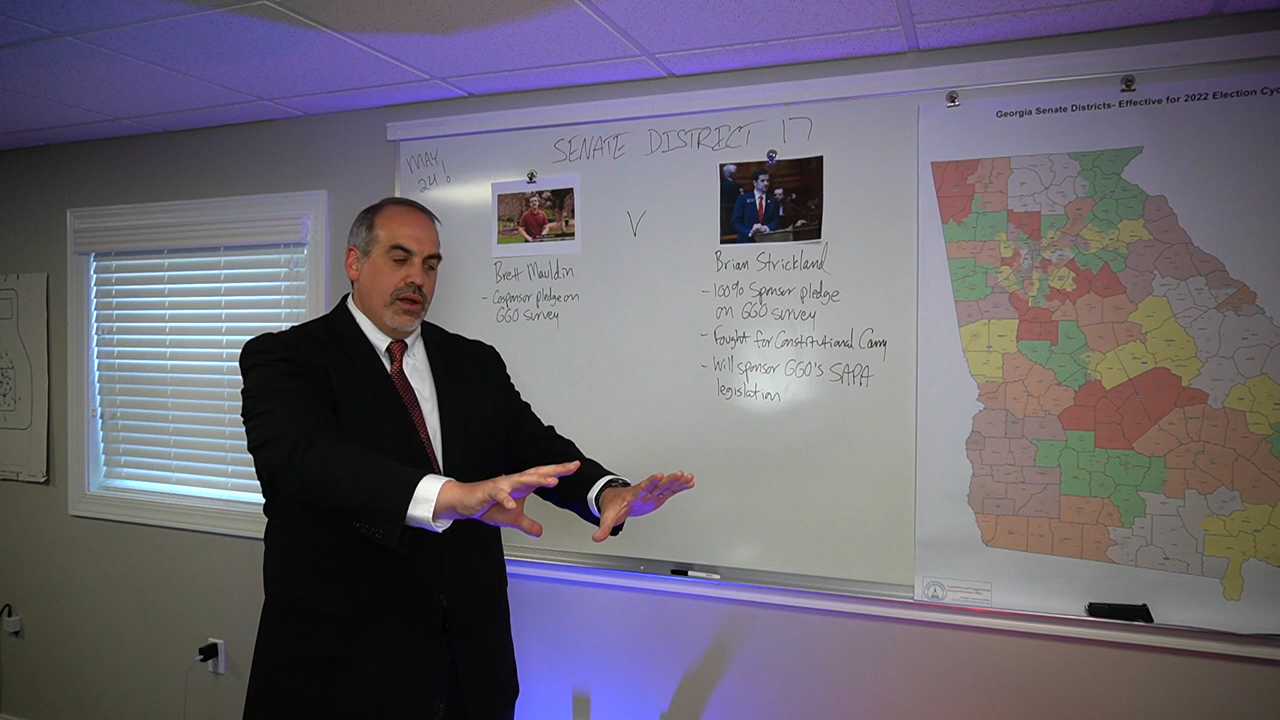 SENATE DISTRICT 17
MAY
24!
V
Brett Mauldin
- Cosponsor pledge on
GGO survey
Brian Strickland
- 100% Sponsor pledge
on GGO survey
- Fought for Constitutional Carry
- Will sponsor GGO's SAPA
legislation
Georgia Senate Districts- Effective for 2022 Election Cyc